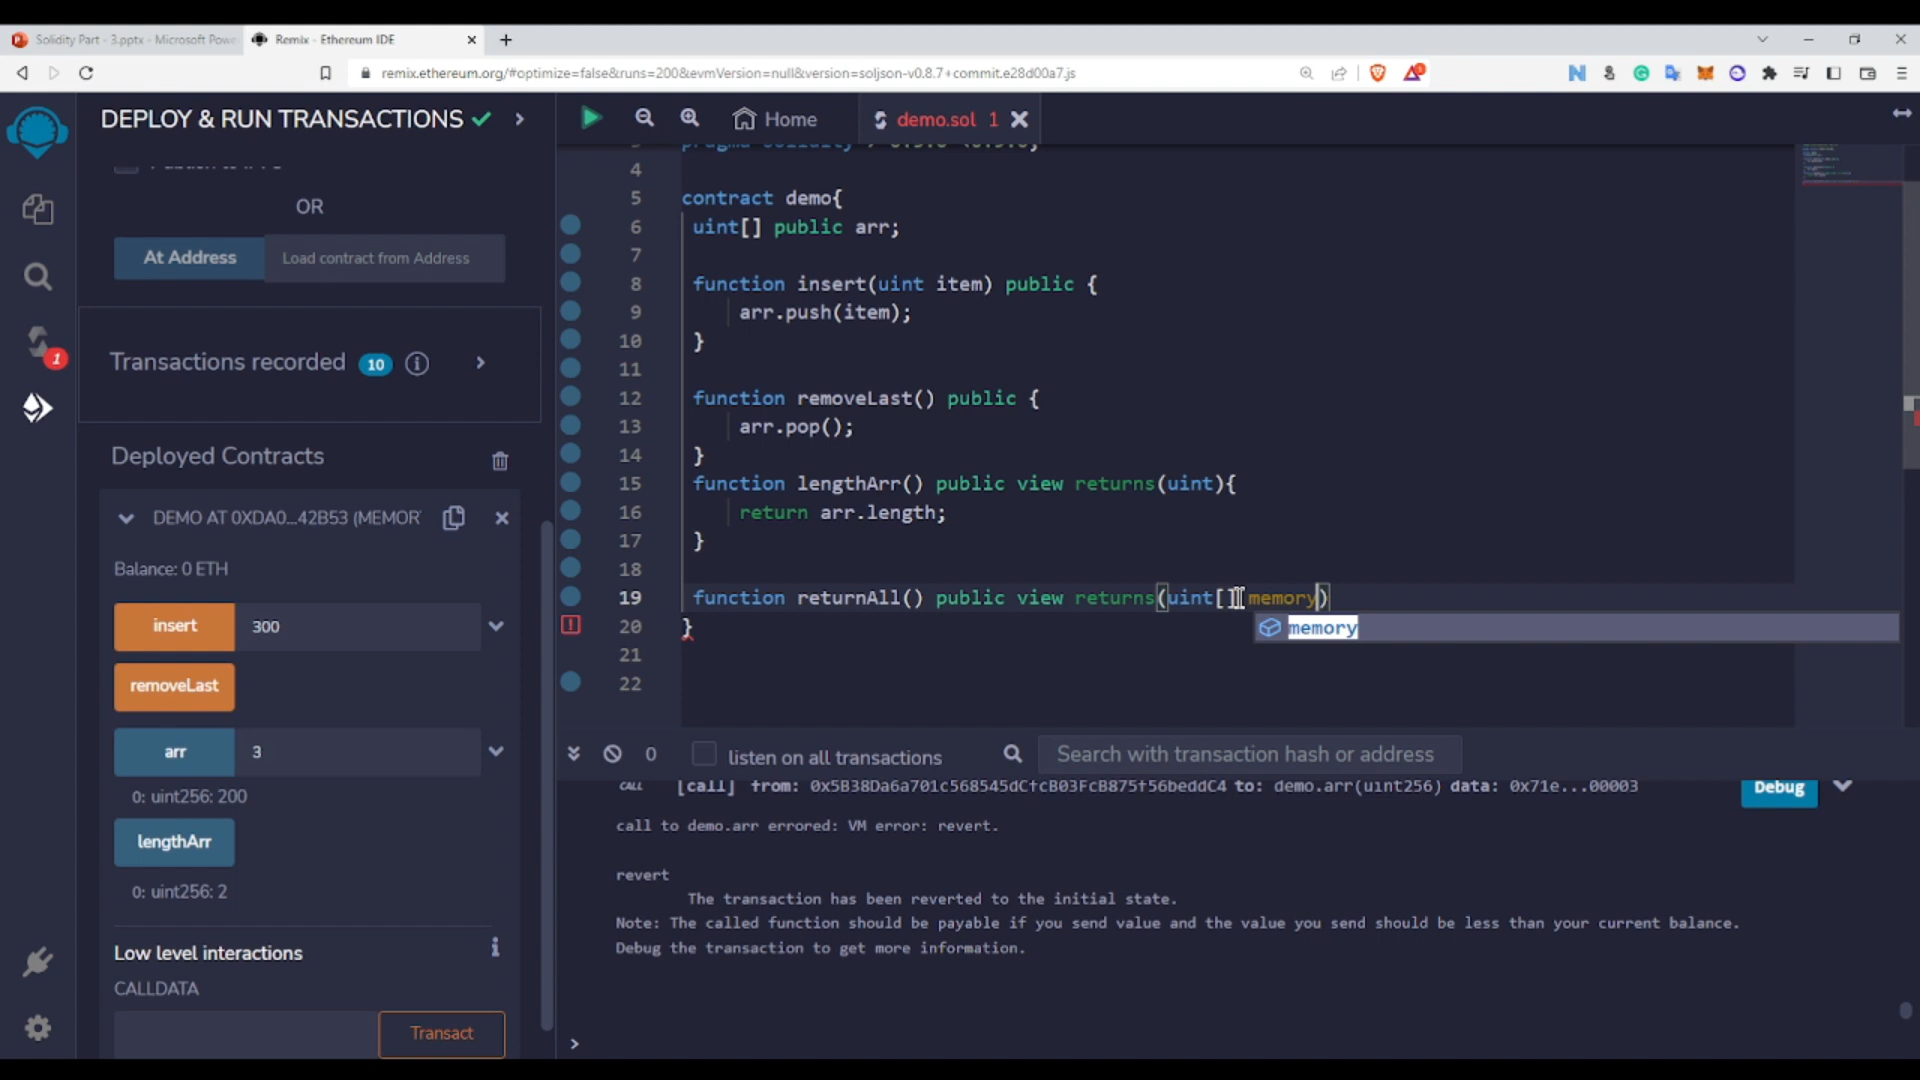 Solidity Part - 3.pptx - Microsoft Powe
Remix - Ethereum IDE
remix.ethereum.org/#optimize=false&runs=200&evmVersion=null&version=soljson-v0.8.7+commit.e28d00a7.js
DEPLOY & RUN TRANSACTIONS
OR
At Address
Load contract from Address
Transactions recorded 10
1
Deployed Contracts
DEMO AT 0XDA0...42B53 (MEMOR
Balance: 0 ETH
insert 300
removeLast
arr 3
0: uint256: 200
lengthArr
0: uint256: 2
Low level interactions
CALLDATA
Transact
Home
demo.sol 1
4
5 contract demo{
6 uint[] public arr;
7
8 function insert(uint item) public {
9 arr.push(item);
10 }
11
12 function removeLast() public {
13 arr.pop();
14 }
15 function lengthArr() public view returns(uint){
16 return arr.length;
17 }
18
19 function returnAll() public view returns(uint[] memory)
memory
20 }
21
22
0
listen on all transactions
Search with transaction hash or address
CALL [call] from: 0x5B38Da6a701c568545dCfcB03FcB875f56beddC4 to: demo.arr(uint256) data: 0x71e...00003
Debug
call to demo.arr errored: VM error: revert.
revert
The transaction has been reverted to the initial state.
Note: The called function should be payable if you send value and the value you send should be less than your current balance.
Debug the transaction to get more information.
>